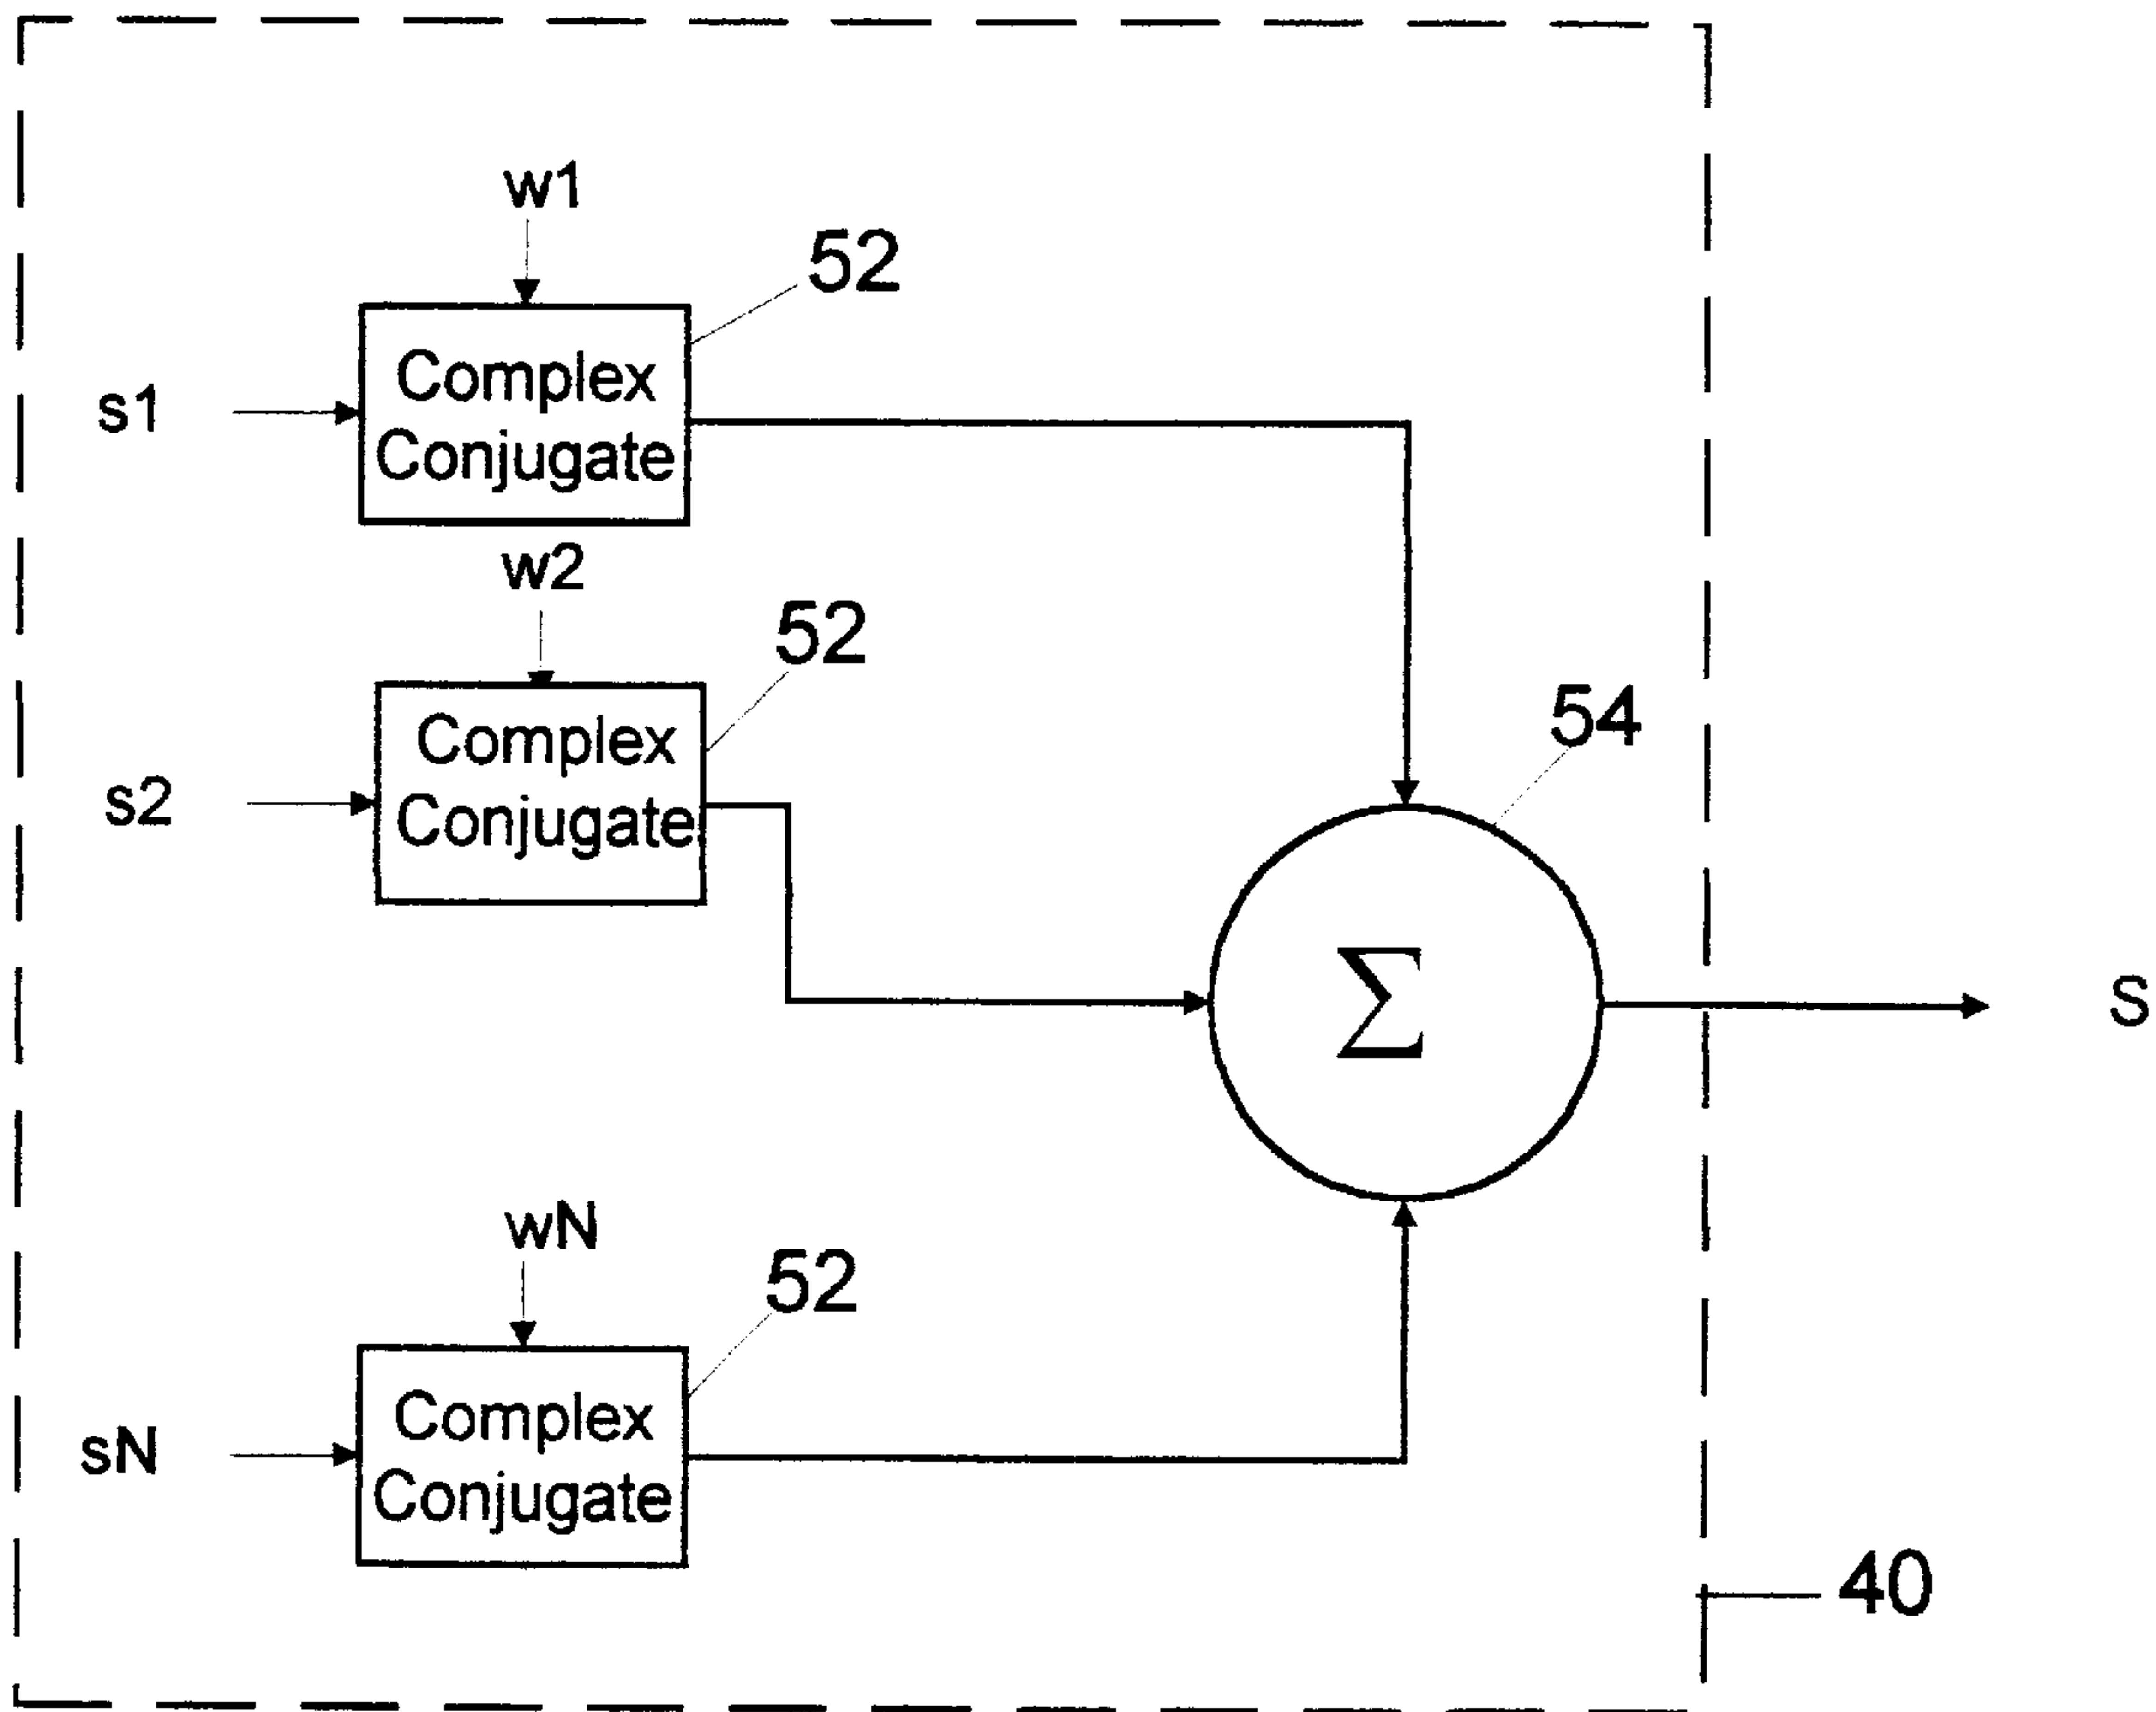 w1
52
s1
Complex
Conjugate
w2
52
s2
Complex
Conjugate
54
Σ
S
wN
52
sN
Complex
Conjugate
40